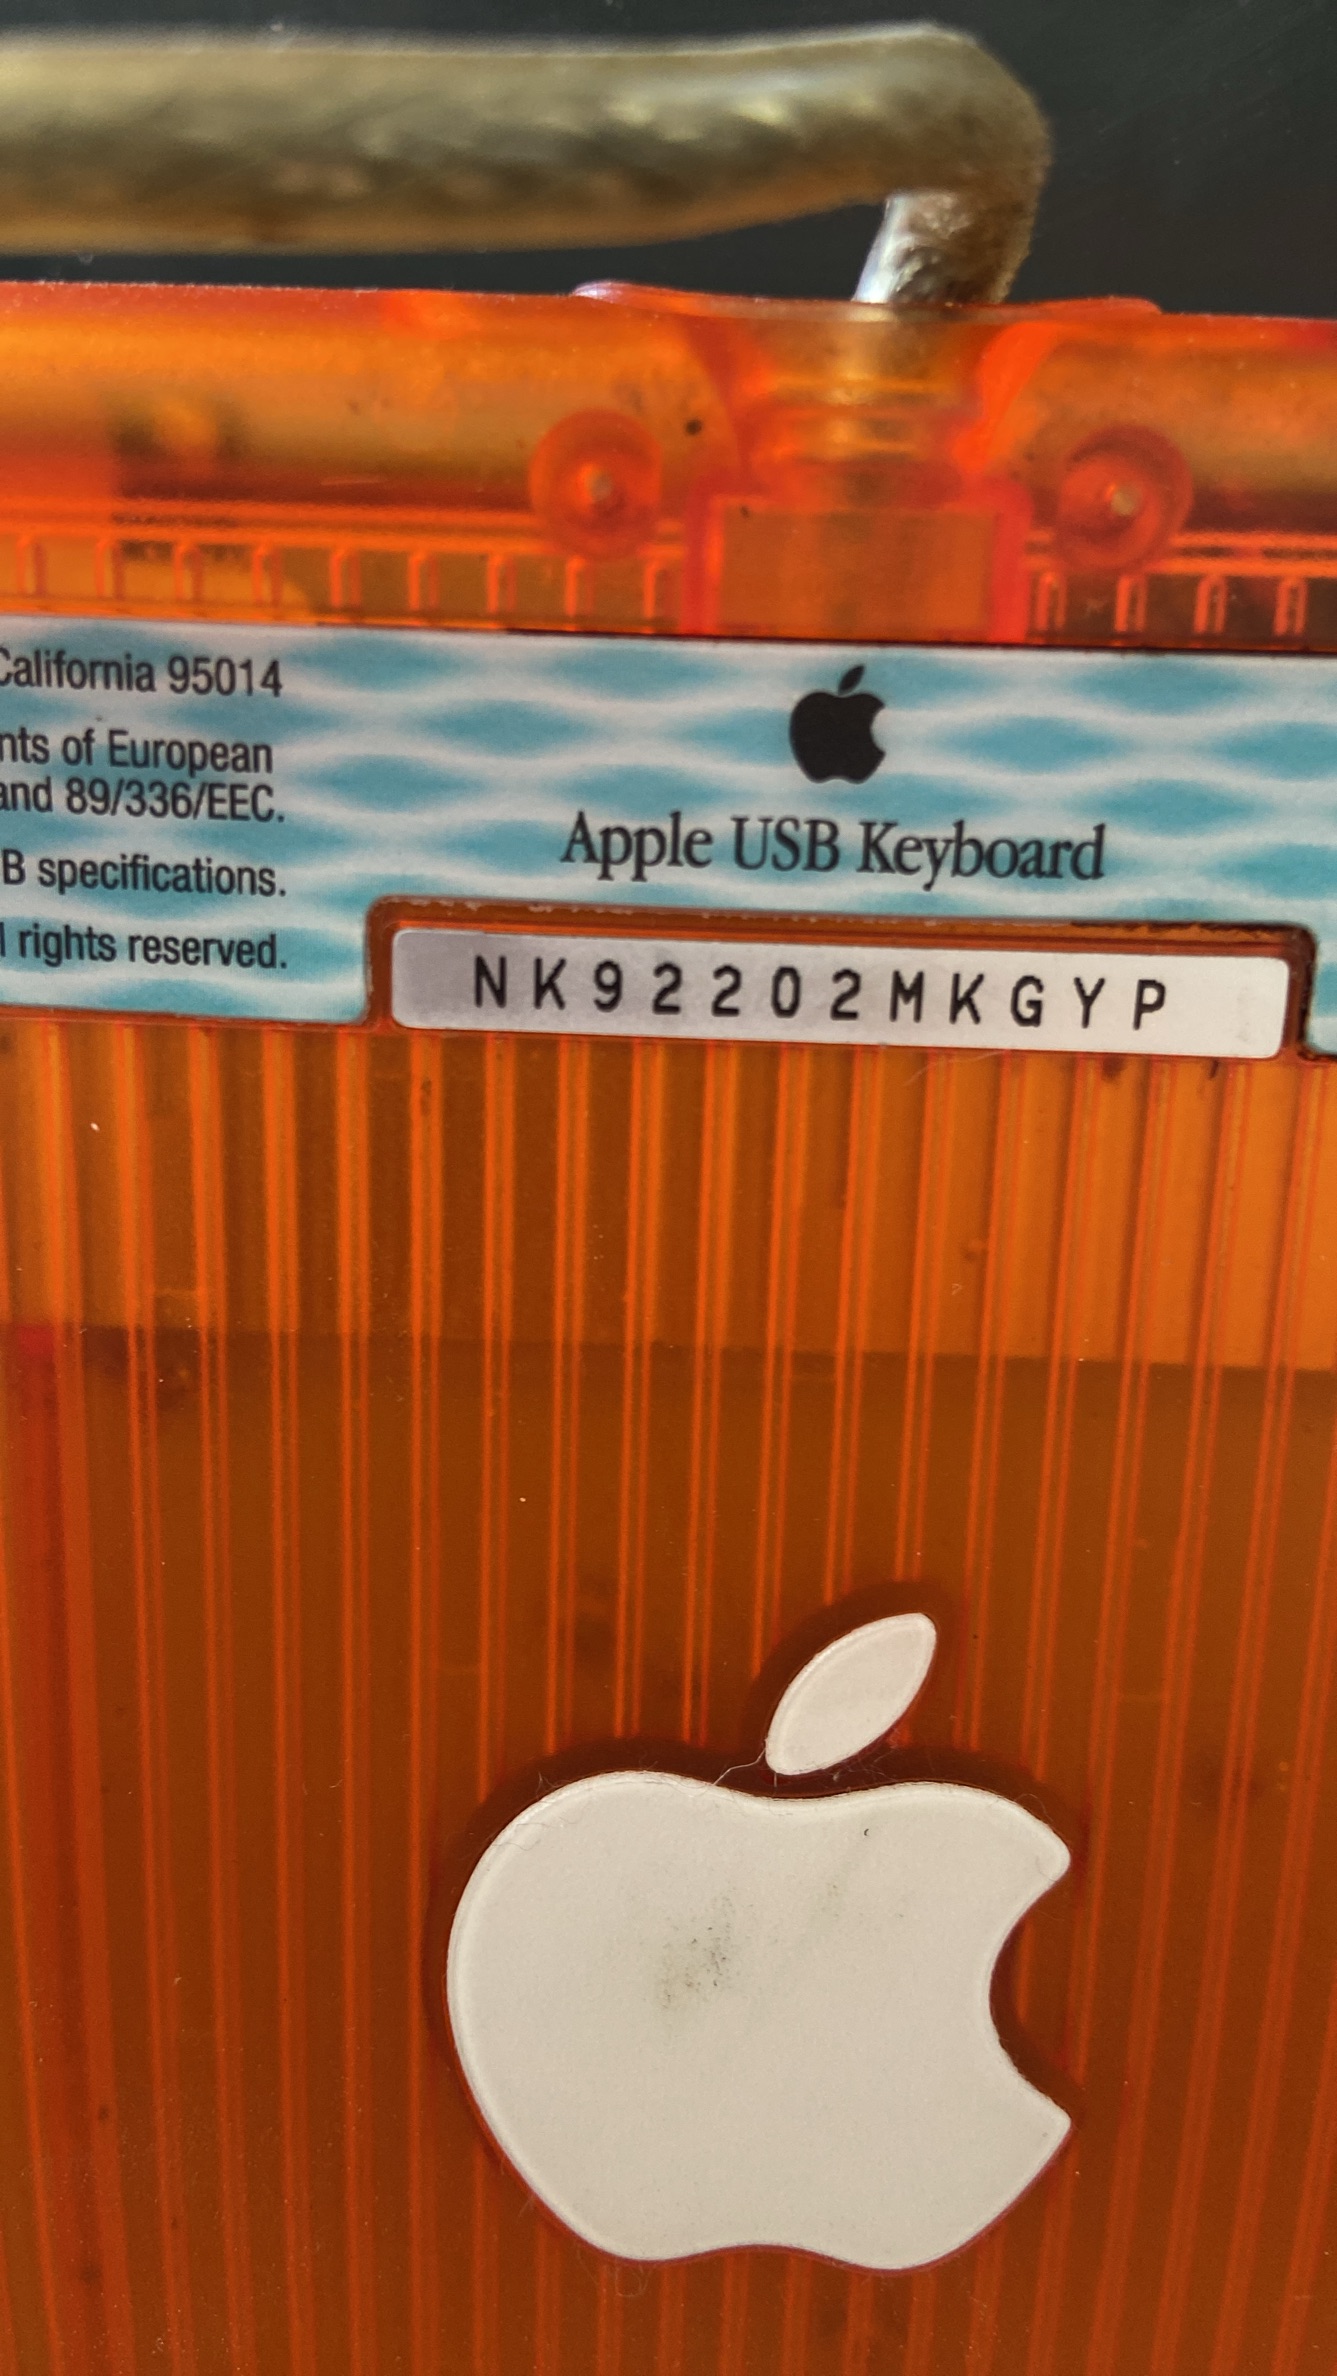 California 95014
nts of European
and 89/336/EEC.
B specifications.
l rights reserved.
Apple USB Keyboard
NK92202MKGYP